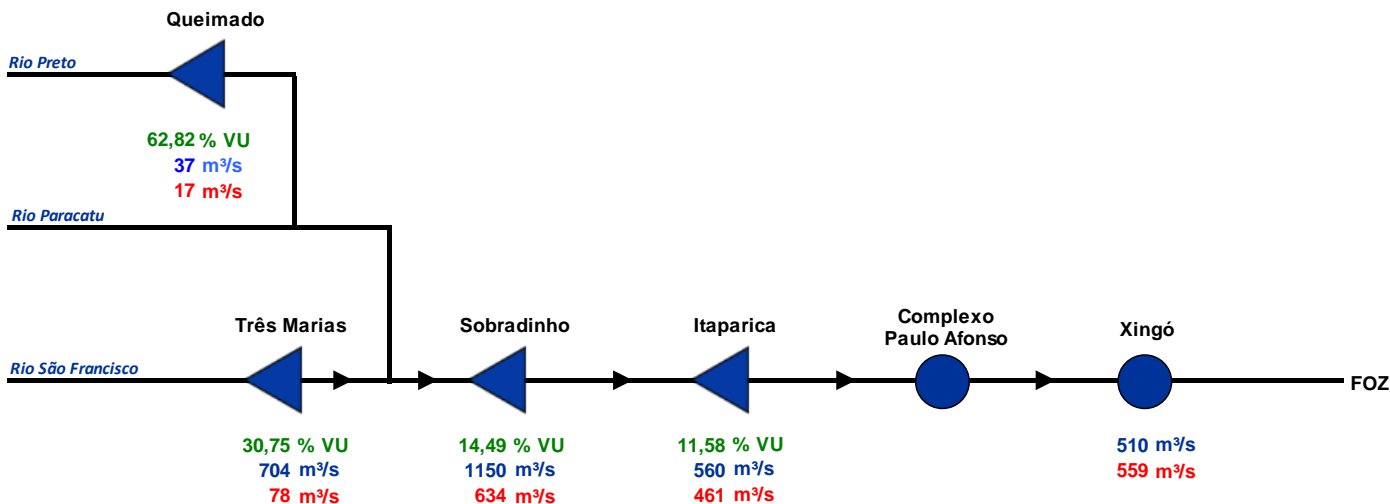 Queimado
Rio Preto
62,82 % VU
37 m³/s
17 m³/s
Rio Paracatu
Três Marias
Sobradinho
Itaparica
Complexo
Paulo Afonso
Xingó
Rio São Francisco
FOZ
30,75 % VU
704 m³/s
78 m³/s
14,49 % VU
1150 m³/s
634 m³/s
11,58 % VU
560 m³/s
461 m³/s
510 m³/s
559 m³/s